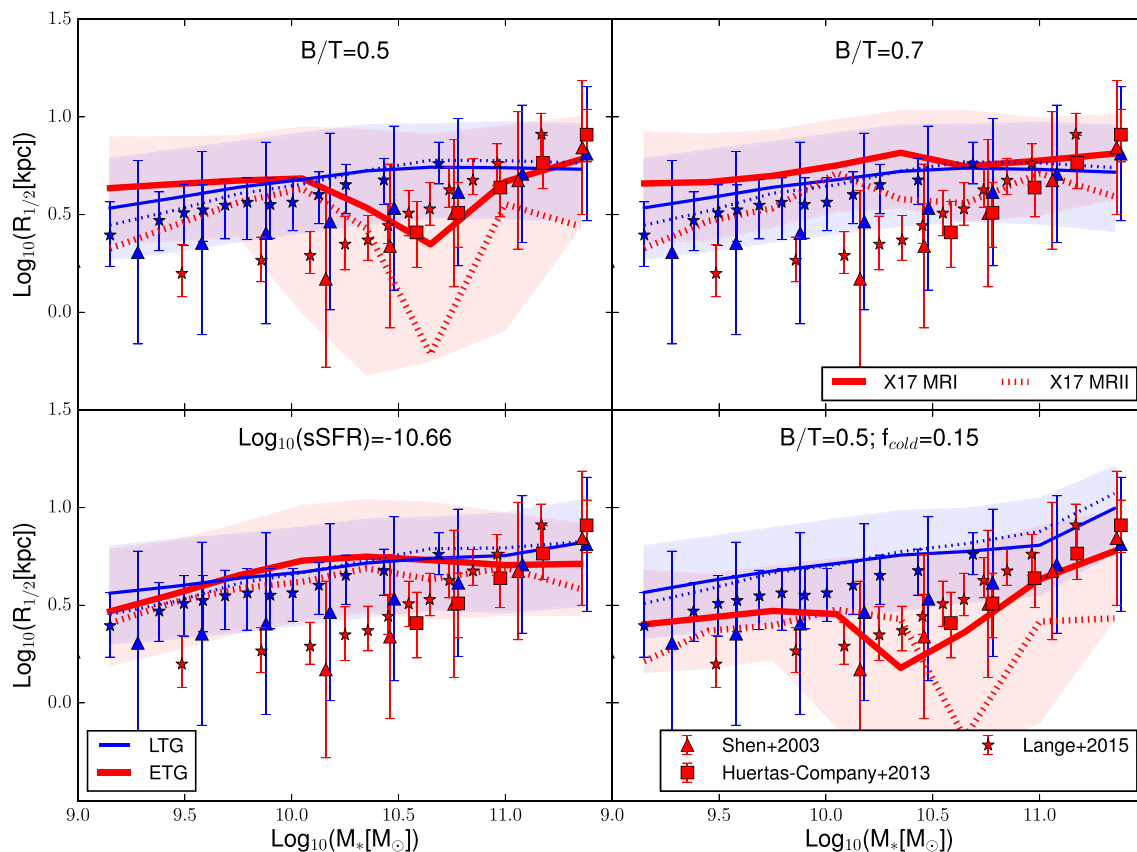 1.5
B/T=0.5
B/T=0.7
1.0
0.5
0.0
Log₁₀(R₁/₂[kpc])
X17 MRI
X17 MRII
1.5
Log₁₀(sSFR)=-10.66
B/T=0.5; f_cold=0.15
1.0
0.5
0.0
Log₁₀(R₁/₂[kpc])
LTG
ETG
Shen+2003
Lange+2015
Huertas-Company+2013
9.0 9.5 10.0 10.5 11.0 9.0 9.5 10.0 10.5 11.0
Log₁₀(M*[M☉]) Log₁₀(M*[M☉])